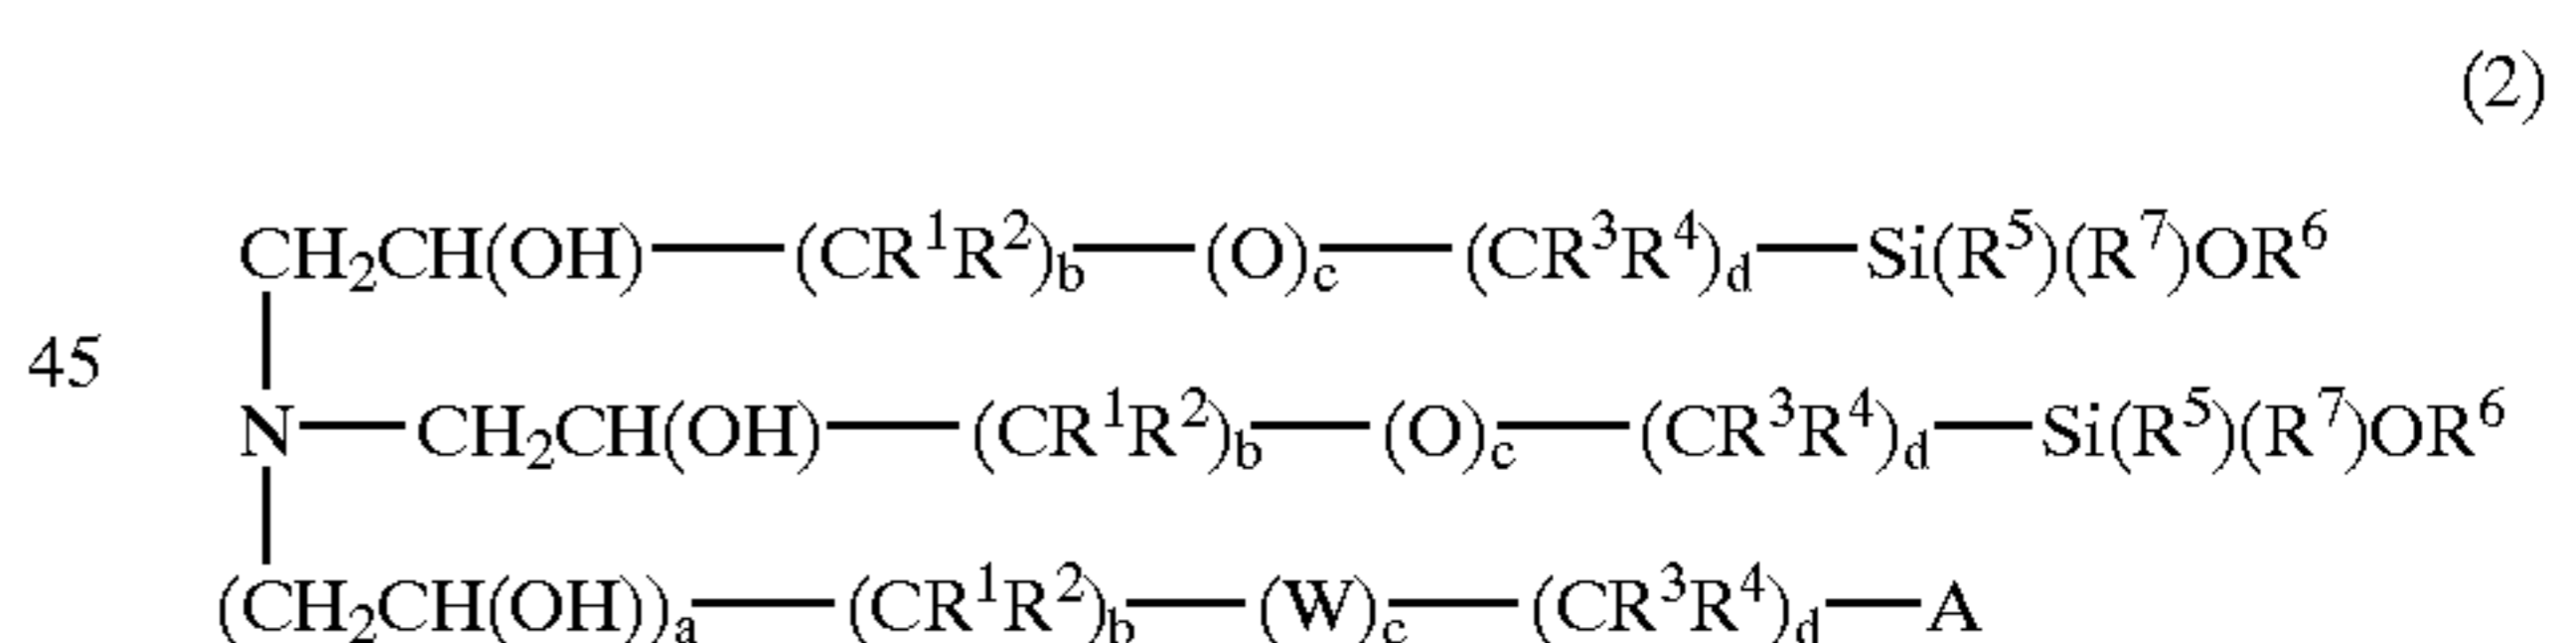 (2)
CH₂CH(OH)—(CR¹R²)b—(O)c—(CR³R⁴)d—Si(R⁵)(R⁷)OR⁶
45
N—CH₂CH(OH)—(CR¹R²)b—(O)c—(CR³R⁴)d—Si(R⁵)(R⁷)OR⁶
(CH₂CH(OH))a—(CR¹R²)b—(W)c—(CR³R⁴)d—A